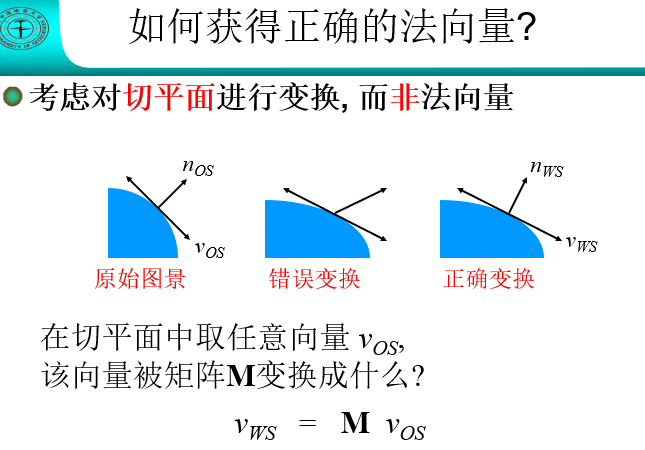 如何获得正确的法向量?
考虑对切平面进行变换, 而非法向量
nOS
vOS
原始图景
错误变换
nWS
vWS
正确变换
在切平面中取任意向量 vOS,
该向量被矩阵M变换成什么?
vWS = M vOS